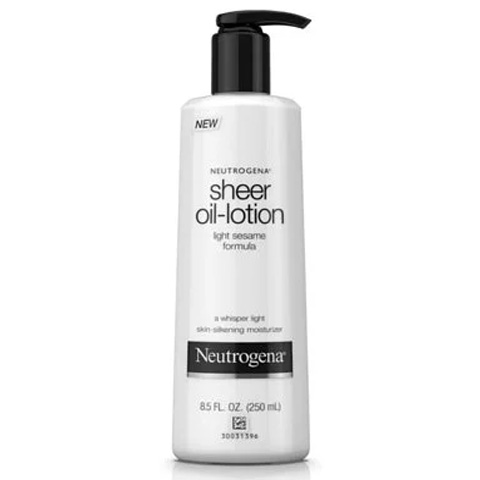 NEW
NEUTROGENA®
sheer
oil-lotion
light sesame
formula
a whisper light
skin-silkening moisturizer
Neutrogena®
8.5 FL. OZ. (250 mL)
30031396